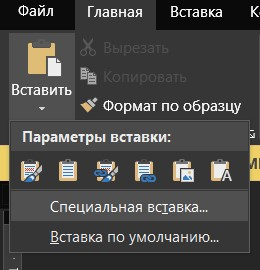 Файл Главная Вставка
Вырезать
Копировать
Вставить
Формат по образцу
Параметры вставки:
Специальная вставка...
Вставка по умолчанию...